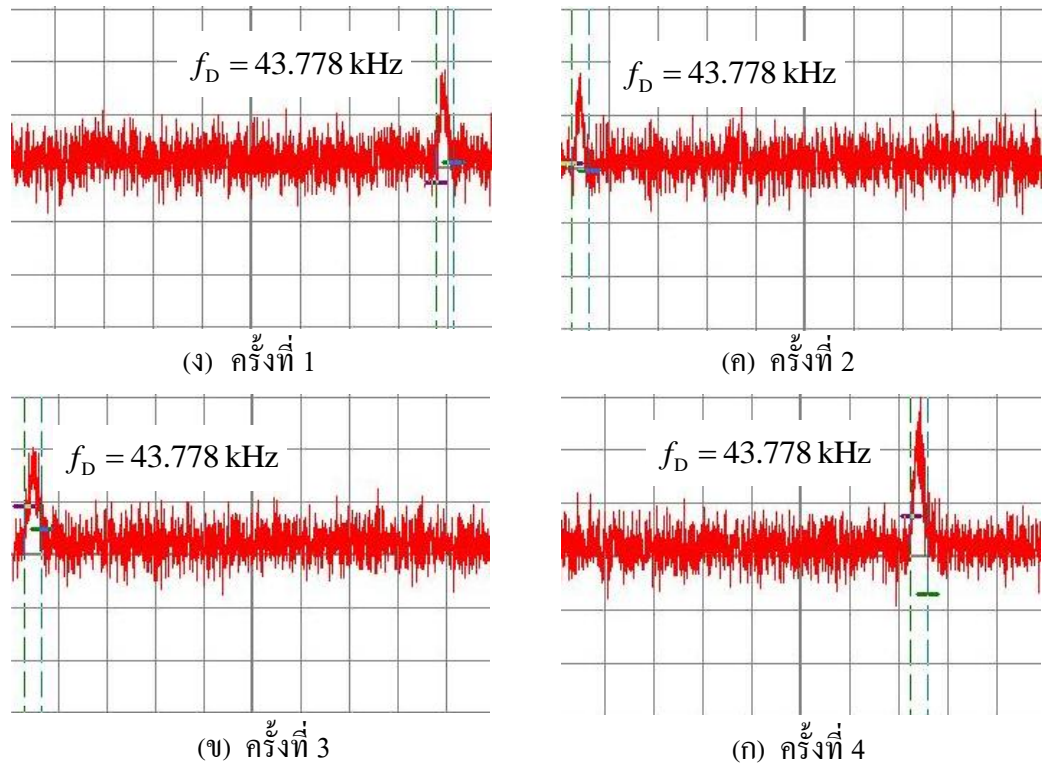 f_D = 43.778 kHz
f_D = 43.778 kHz
(ง) ครั้งที่ 1
(ค) ครั้งที่ 2
f_D = 43.778 kHz
f_D = 43.778 kHz
(ข) ครั้งที่ 3
(ก) ครั้งที่ 4